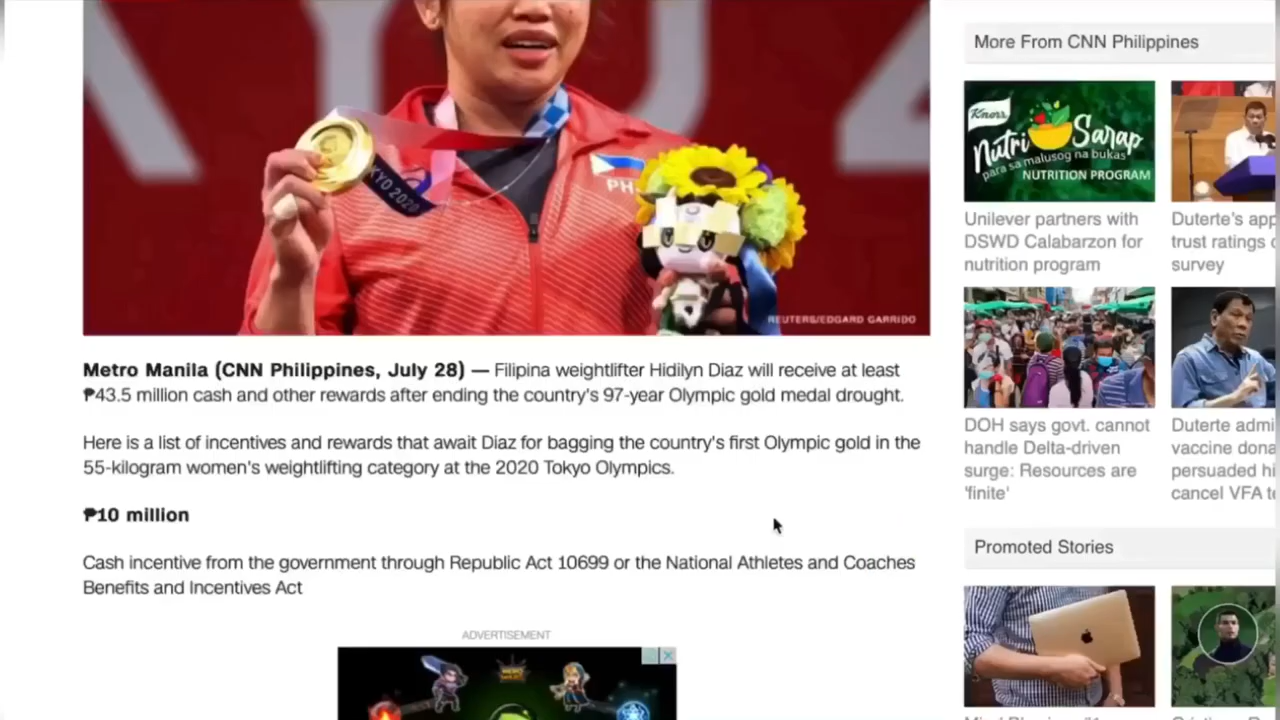 KYO 2020
PH
REUTERS/EDGARD GARRIDO
Metro Manila (CNN Philippines, July 28) — Filipina weightlifter Hidilyn Diaz will receive at least
₱43.5 million cash and other rewards after ending the country's 97-year Olympic gold medal drought.
Here is a list of incentives and rewards that await Diaz for bagging the country's first Olympic gold in the
55-kilogram women's weightlifting category at the 2020 Tokyo Olympics.
₱10 million
Cash incentive from the government through Republic Act 10699 or the National Athletes and Coaches
Benefits and Incentives Act
ADVERTISEMENT
More From CNN Philippines
Knorr
Nutri Sarap
para sa malusog na bukas
NUTRITION PROGRAM
Unilever partners with
DSWD Calabarzon for
nutrition program
Duterte's app
trust ratings
survey
DOH says govt. cannot
handle Delta-driven
surge: Resources are
'finite'
Duterte admi
vaccine dona
persuaded hi
cancel VFA t
Promoted Stories